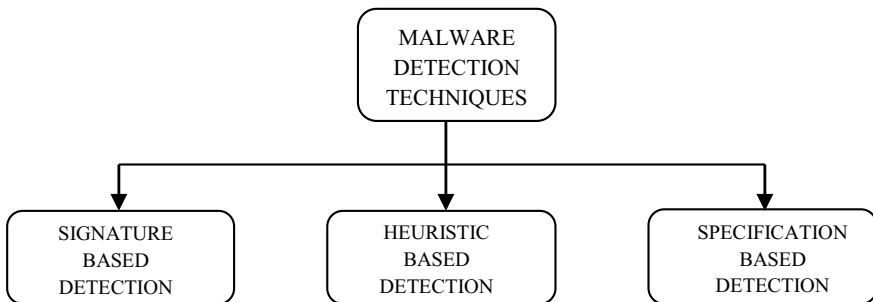 MALWARE
DETECTION
TECHNIQUES
SIGNATURE
BASED
DETECTION
HEURISTIC
BASED
DETECTION
SPECIFICATION
BASED
DETECTION